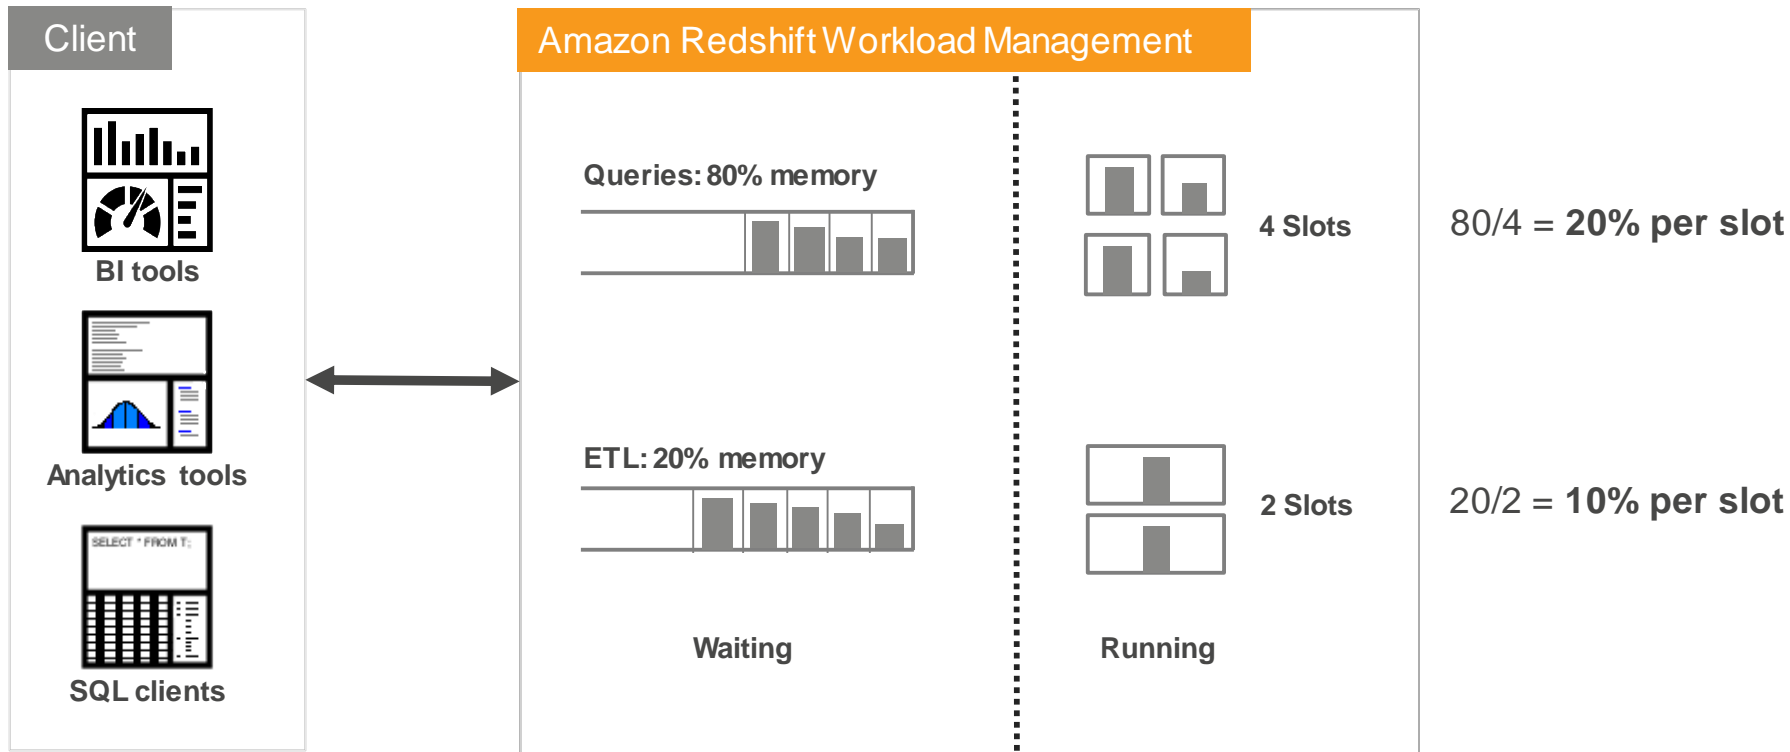 Client
Amazon Redshift Workload Management
BI tools
Analytics tools
SELECT * FROM T;
SQL clients
Queries: 80% memory
4 Slots
80/4 = 20% per slot
ETL: 20% memory
2 Slots
20/2 = 10% per slot
Waiting
Running